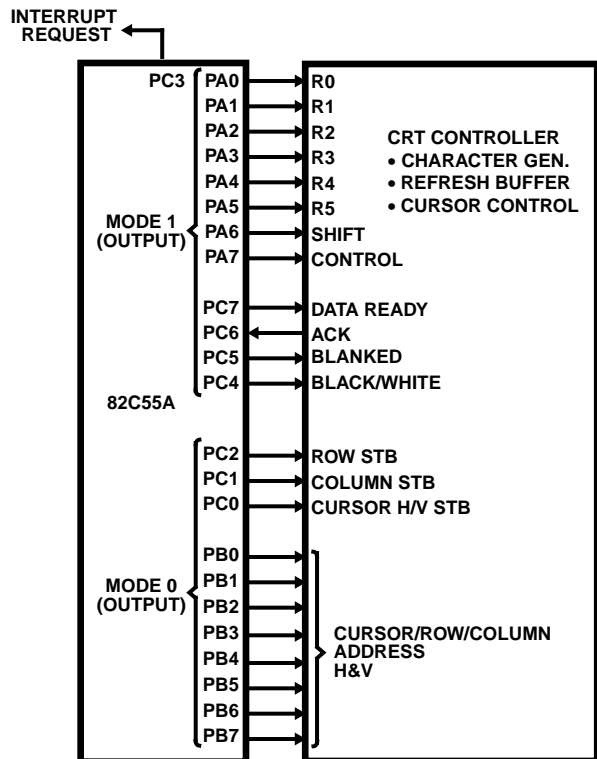 INTERRUPT
REQUEST
PC3 PA0 R0
PA1 R1
PA2 R2
PA3 R3
PA4 R4
PA5 R5
PA6 SHIFT
PA7 CONTROL
CRT CONTROLLER
• CHARACTER GEN.
• REFRESH BUFFER
• CURSOR CONTROL
MODE 1
(OUTPUT)
PC7 DATA READY
PC6 ACK
PC5 BLANKED
PC4 BLACK/WHITE
82C55A
PC2 ROW STB
PC1 COLUMN STB
PC0 CURSOR H/V STB
MODE 0
(OUTPUT)
PB0
PB1
PB2
PB3
PB4
PB5
PB6
PB7
CURSOR/ROW/COLUMN
ADDRESS
H&V